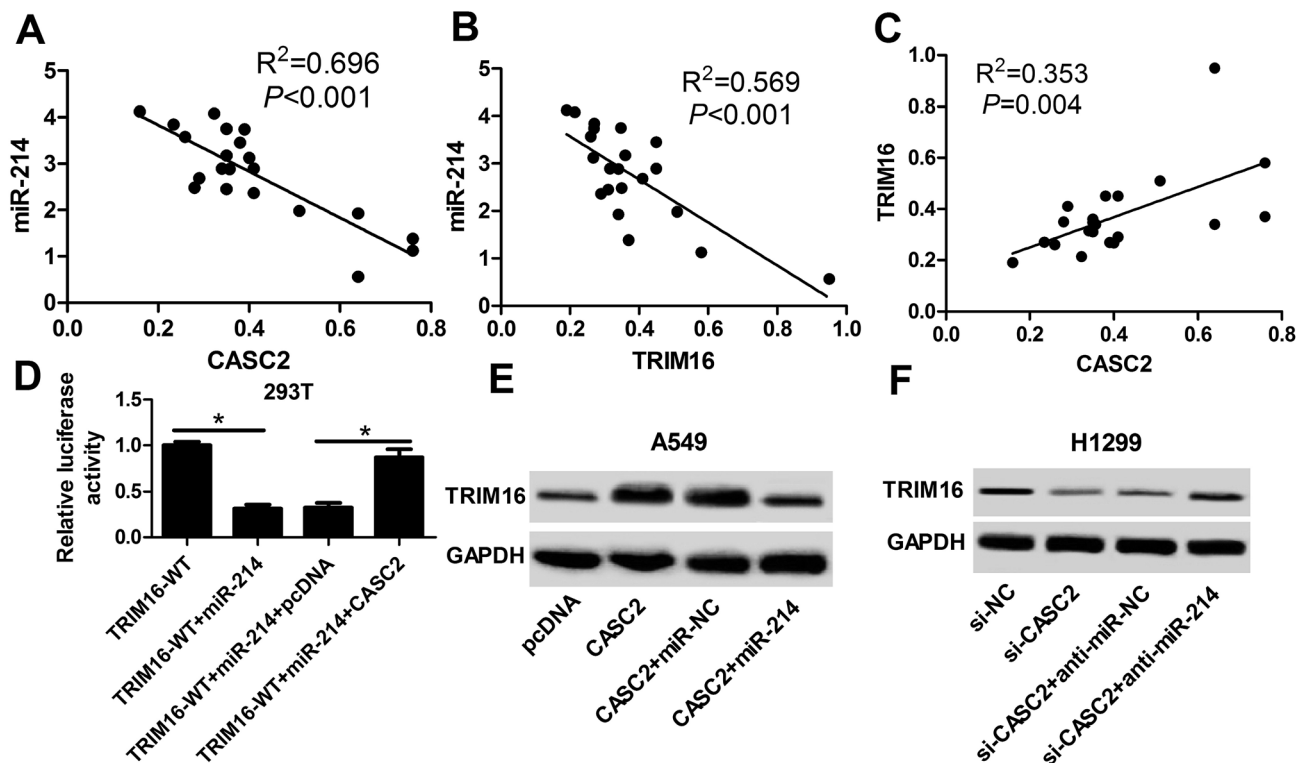 A
R²=0.696
P<0.001
miR-214
5
4
3
2
1
0
0.0 0.2 0.4 0.6 0.8
CASC2
B
R²=0.569
P<0.001
miR-214
5
4
3
2
1
0
0.0 0.2 0.4 0.6 0.8 1.0
TRIM16
C
R²=0.353
P=0.004
TRIM16
1.0
0.8
0.6
0.4
0.2
0.0
0.0 0.2 0.4 0.6 0.8
CASC2
D
293T
Relative luciferase
activity
1.5
1.0
0.5
0.0
* *
TRIM16-WT
TRIM16-WT+miR-214
TRIM16-WT+miR-214+pcDNA
TRIM16-WT+miR-214+CASC2
E
A549
TRIM16
GAPDH
pcDNA
CASC2
CASC2+miR-NC
CASC2+miR-214
F
H1299
TRIM16
GAPDH
si-NC
si-CASC2
si-CASC2+anti-miR-NC
si-CASC2+anti-miR-214